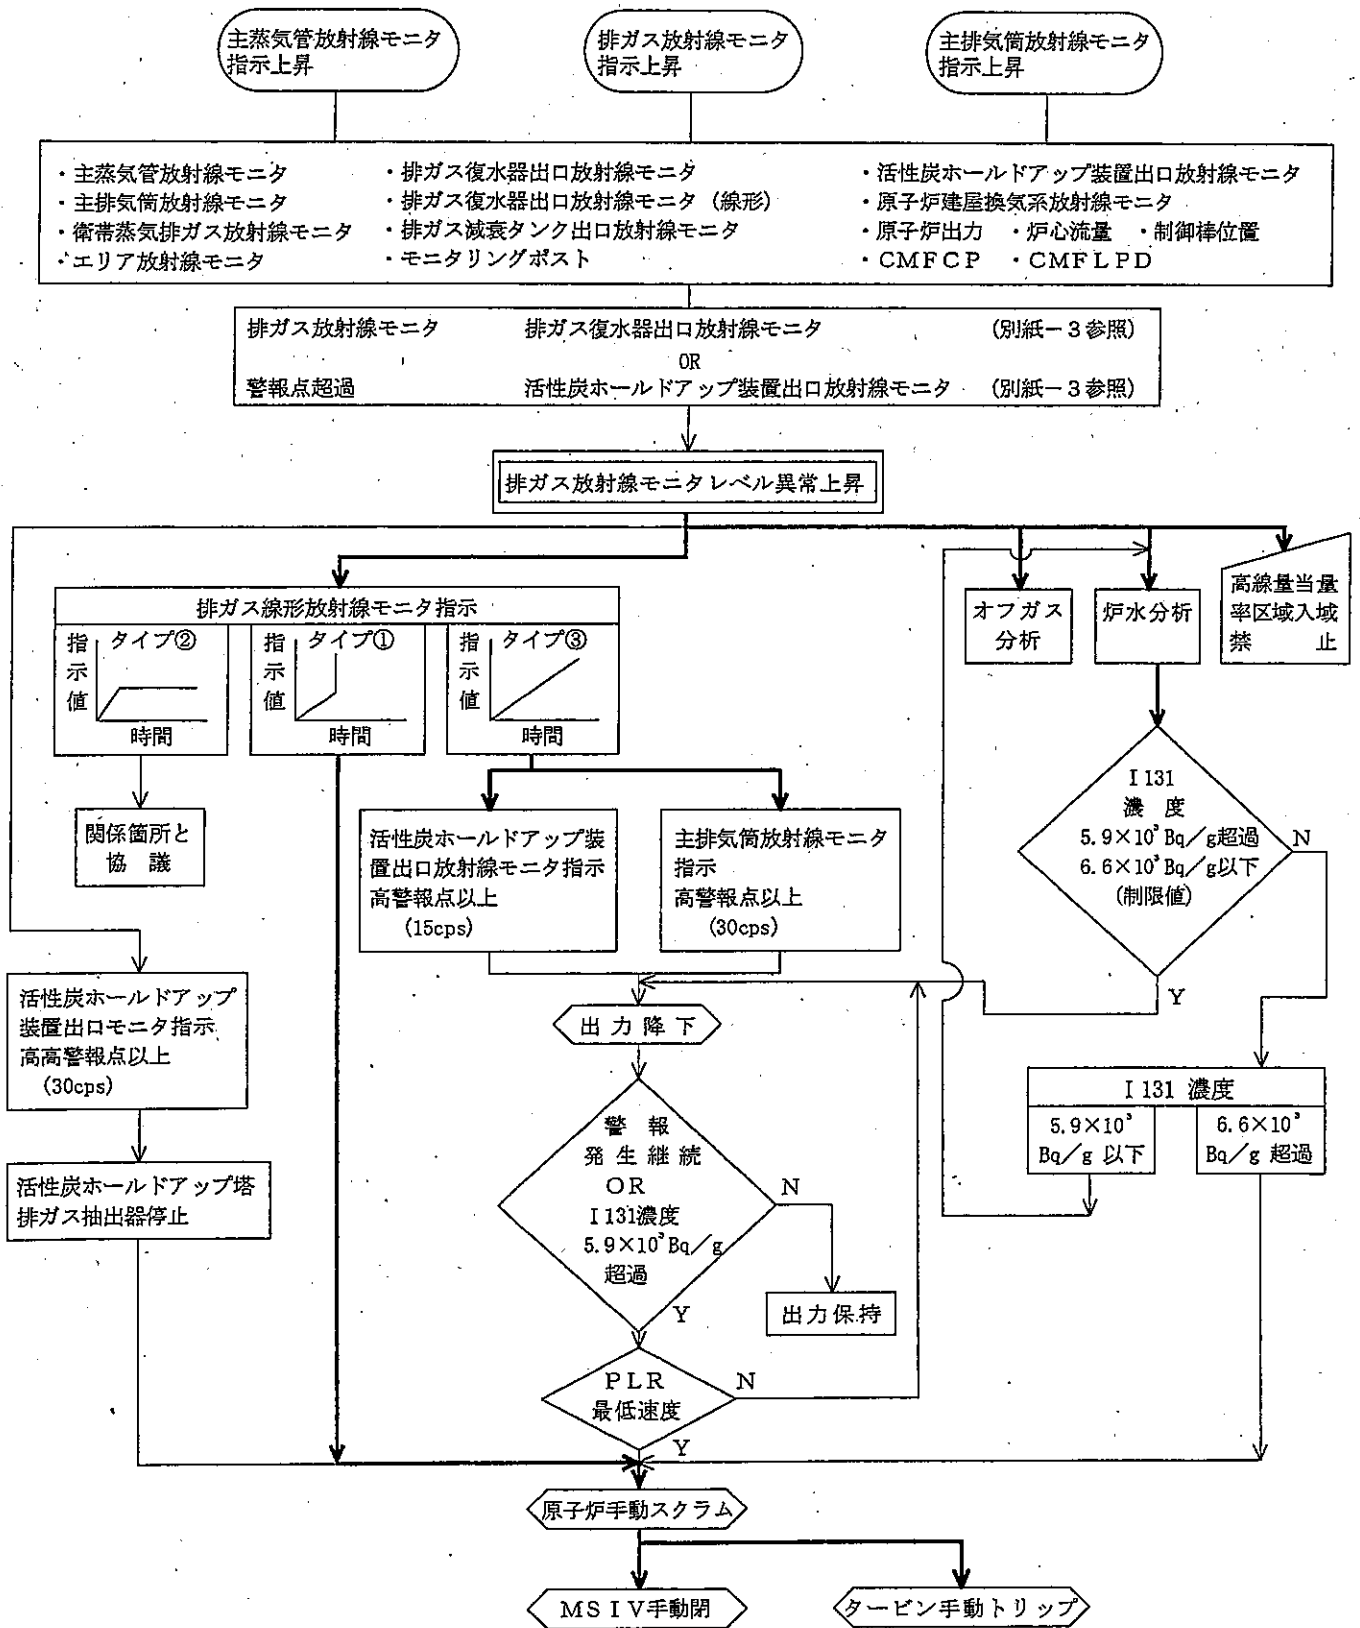 主蒸気管放射線モニタ
指示上昇
排ガス放射線モニタ
指示上昇
主排気筒放射線モニタ
指示上昇
・主蒸気管放射線モニタ ・排ガス復水器出口放射線モニタ ・活性炭ホールドアップ装置出口放射線モニタ
・主排気筒放射線モニタ ・排ガス復水器出口放射線モニタ（線形） ・原子炉建屋換気系放射線モニタ
・衛帯蒸気排ガス放射線モニタ ・排ガス減衰タンク出口放射線モニタ ・原子炉出力 ・炉心流量 ・制御棒位置
・エリア放射線モニタ ・モニタリングポスト ・CMFCP ・CMFLPD
排ガス放射線モニタ 排ガス復水器出口放射線モニタ （別紙－3参照）
OR
警報点超過 活性炭ホールドアップ装置出口放射線モニタ （別紙－3参照）
排ガス放射線モニタレベル異常上昇
排ガス線形放射線モニタ指示
指示値
タイプ②
時間
指示値
タイプ①
時間
指示値
タイプ③
時間
オフガス
分析
炉水分析
高線量当量
率区域入域
禁 止
関係箇所と
協 議
活性炭ホールドアップ装
置出口放射線モニタ指示
高警報点以上
(15cps)
主排気筒放射線モニタ
指示
高警報点以上
(30cps)
I131
濃 度
5.9×10³Bq/g超過
6.6×10³Bq/g以下
(制限値)
N
Y
活性炭ホールドアップ
装置出口モニタ指示
高高警報点以上
(30cps)
出力降下
I131 濃度
5.9×10³
Bq/g 以下
6.6×10³
Bq/g 超過
活性炭ホールドアップ塔
排ガス抽出器停止
警 報
発生継続
OR
I131濃度
5.9×10³Bq/g
超過
N
Y
出力保持
PLR
最低速度
N
Y
原子炉手動スクラム
MSIV手動閉
タービン手動トリップ